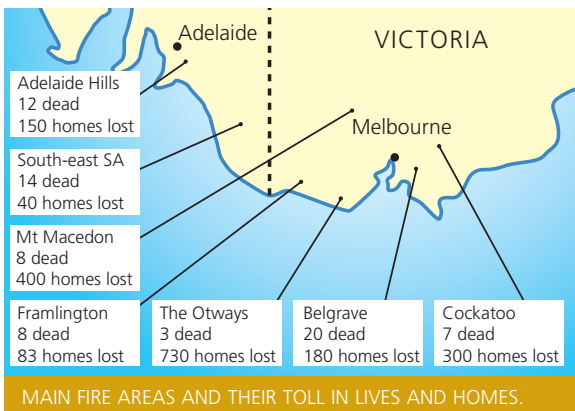 Adelaide
VICTORIA
Adelaide Hills
12 dead
150 homes lost
Melbourne
South-east SA
14 dead
40 homes lost
Mt Macedon
8 dead
400 homes lost
Framlington
8 dead
83 homes lost
The Otways
3 dead
730 homes lost
Belgrave
20 dead
180 homes lost
Cockatoo
7 dead
300 homes lost
MAIN FIRE AREAS AND THEIR TOLL IN LIVES AND HOMES.